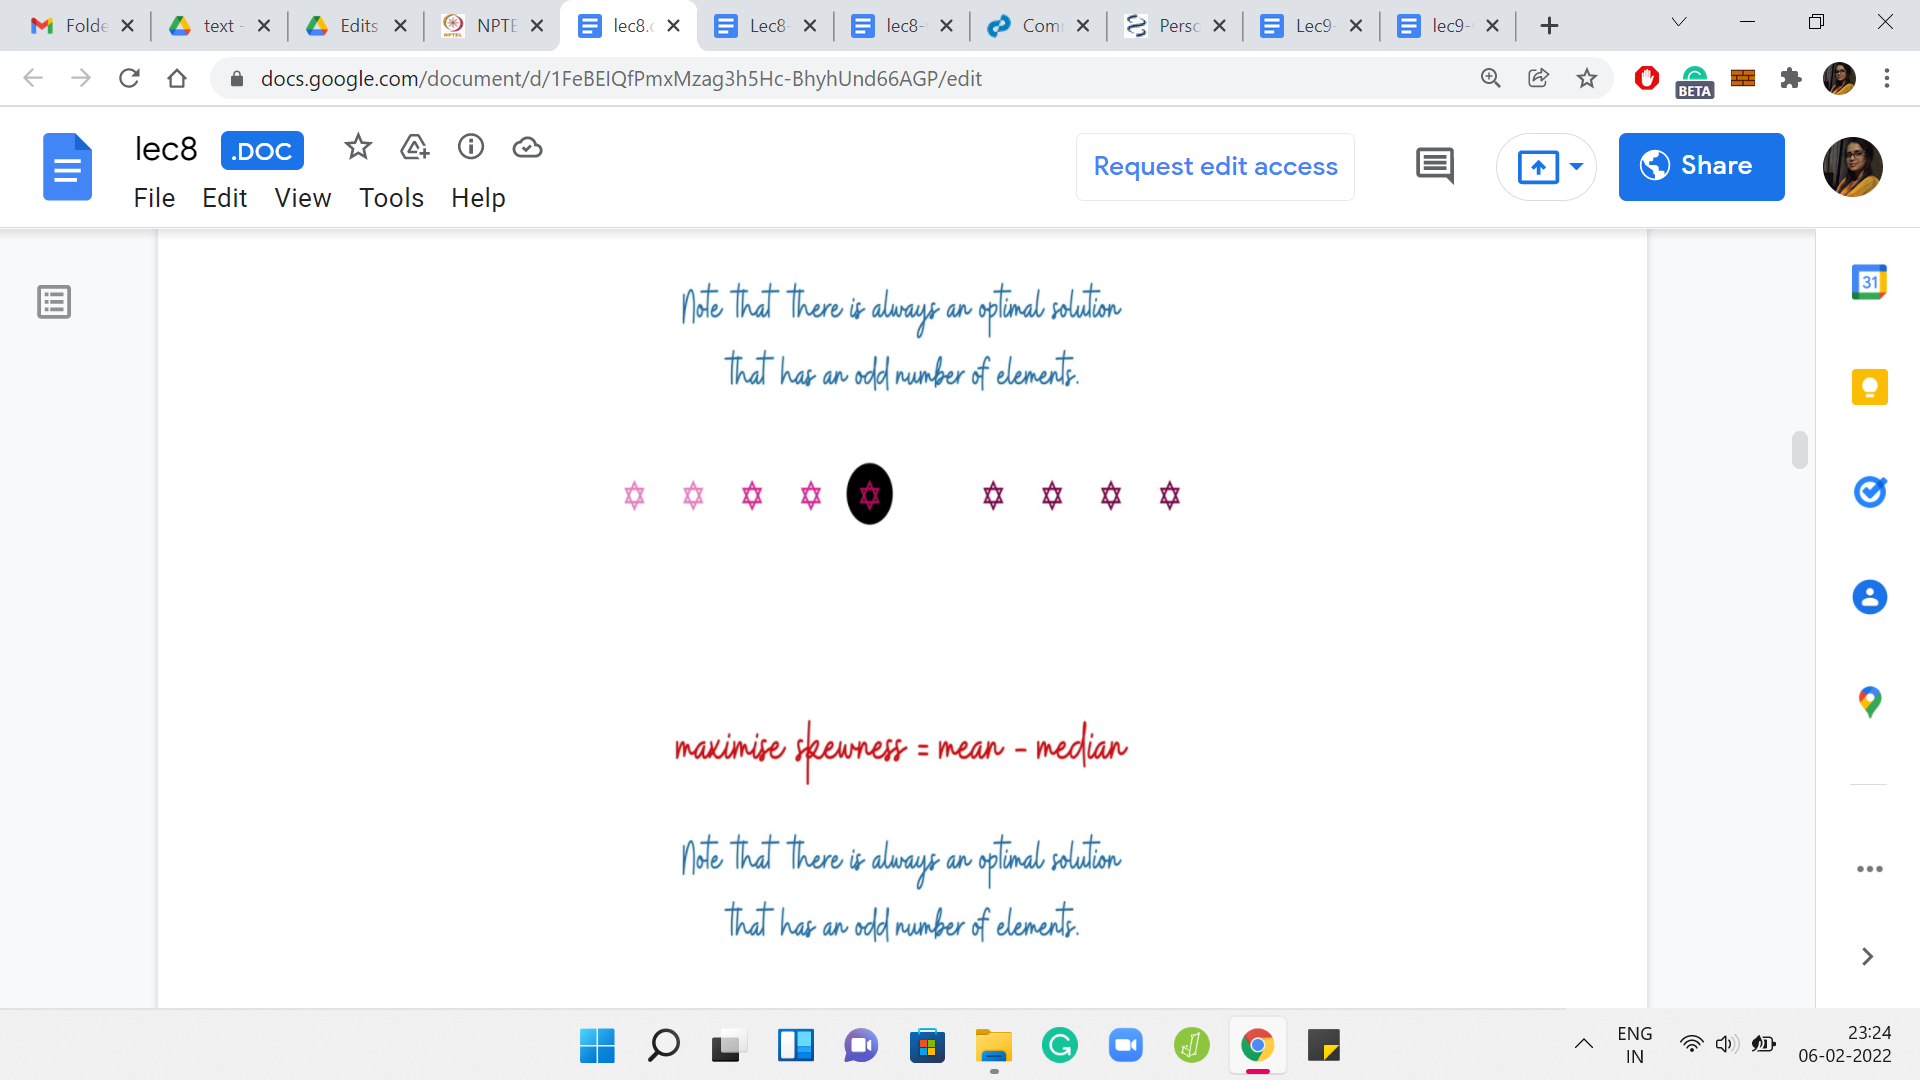 Folde
text -
Edits
NPTE
lec8.
Lec8-
lec8-
Com
Perso
Lec9-
lec9-
docs.google.com/document/d/1FeBEIQfPmxMzag3h5Hc-BhyhUnd66AGP/edit
BETA
lec8 .DOC
File Edit View Tools Help
Request edit access
Share
31
Note that there is always an optimal solution
that has an odd number of elements.
maximise skewness = mean - median
Note that there is always an optimal solution
that has an odd number of elements.
ENG
IN
23:24
06-02-2022